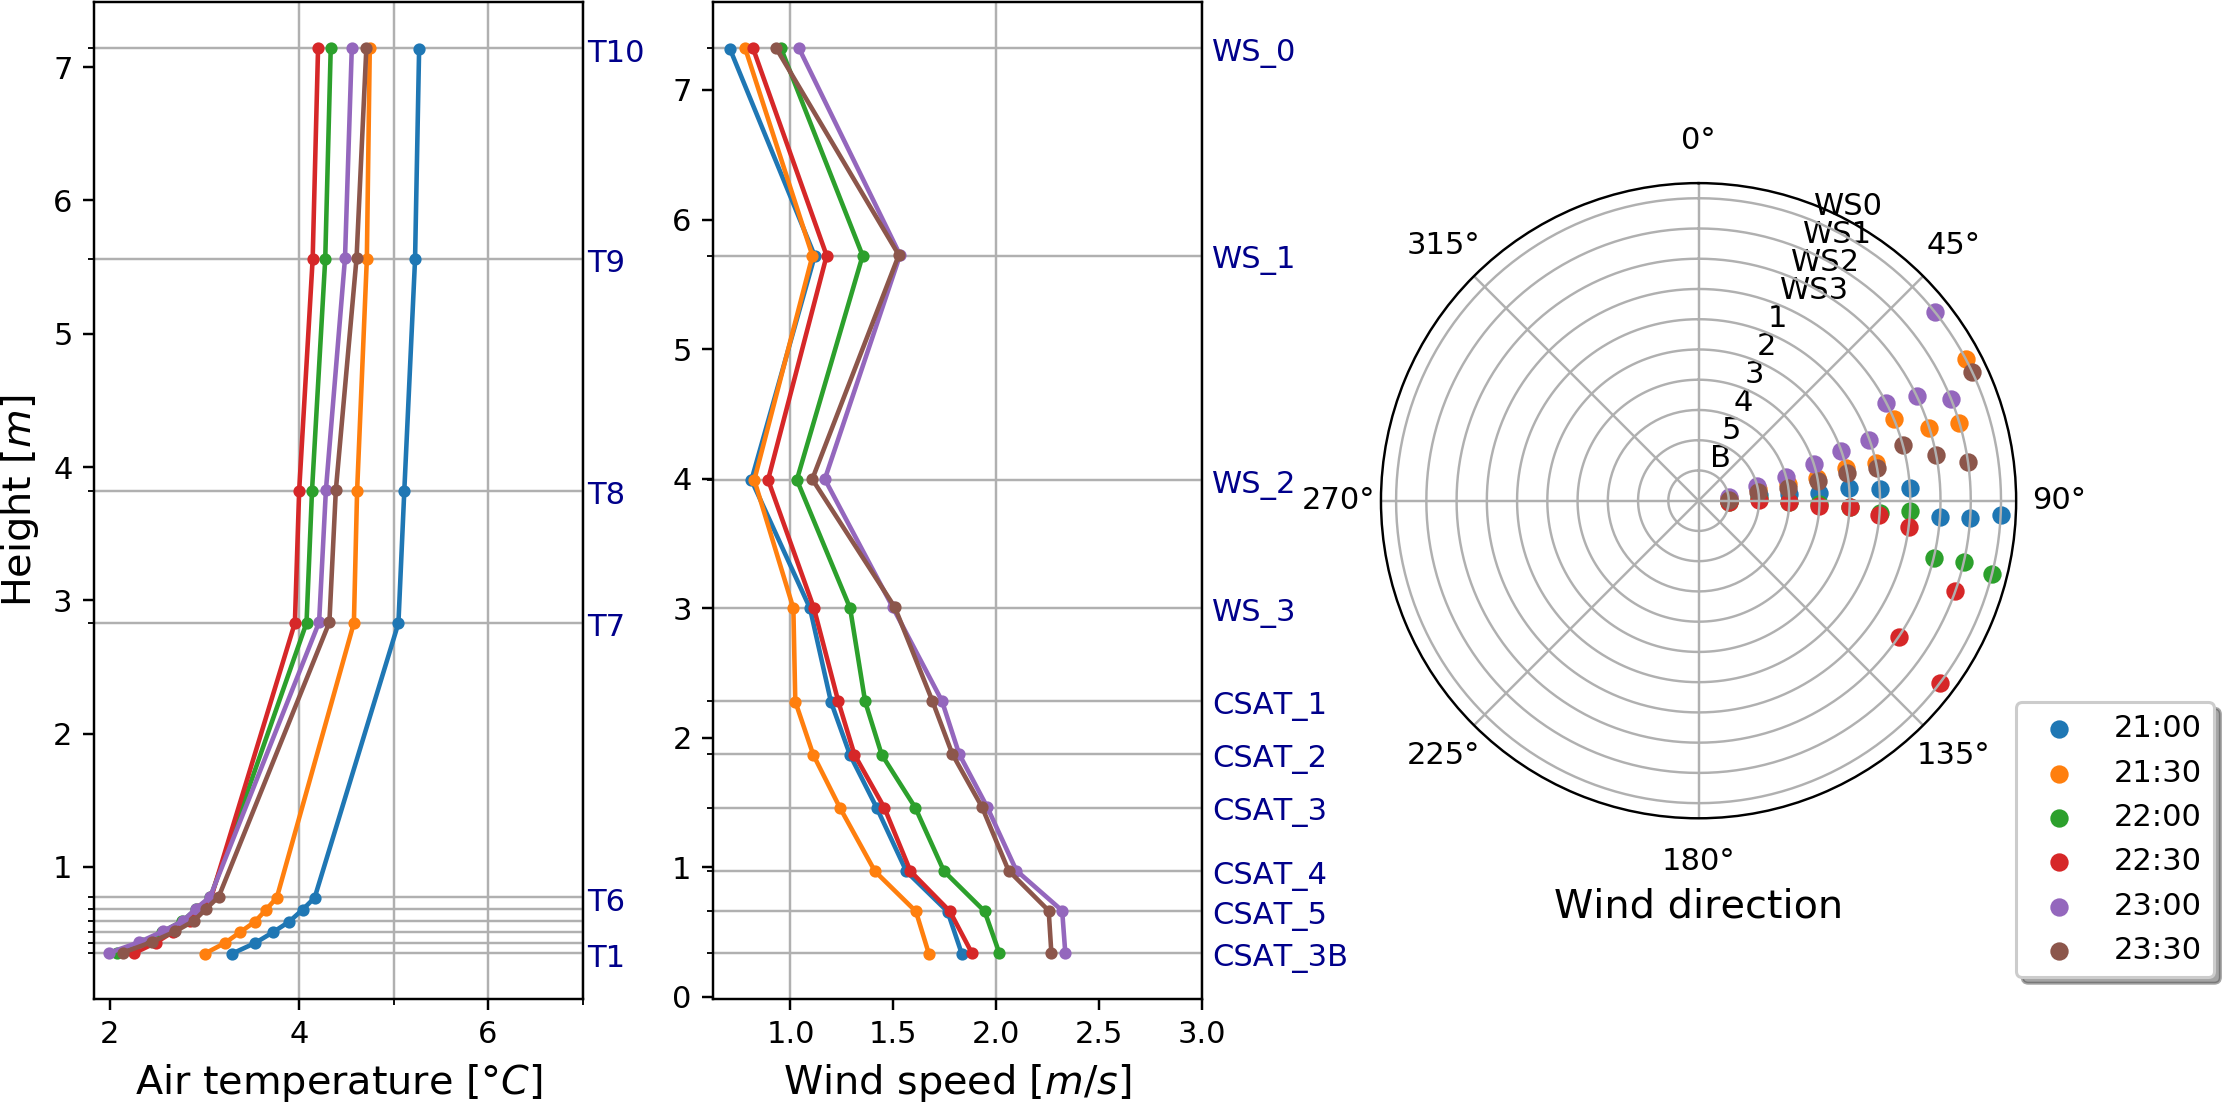 Height [m]
7
6
5
4
3
2
1
2
4
6
Air temperature [°C]
T10
T9
T8
T7
T6
T1
7
6
5
4
3
2
1
0
1.0
1.5
2.0
2.5
3.0
Wind speed [m/s]
WS_0
WS_1
WS_2
WS_3
CSAT_1
CSAT_2
CSAT_3
CSAT_4
CSAT_5
CSAT_3B
0°
45°
90°
135°
180°
225°
270°
315°
WS0
WS1
WS2
WS3
1
2
3
4
5
B
Wind direction
21:00
21:30
22:00
22:30
23:00
23:30